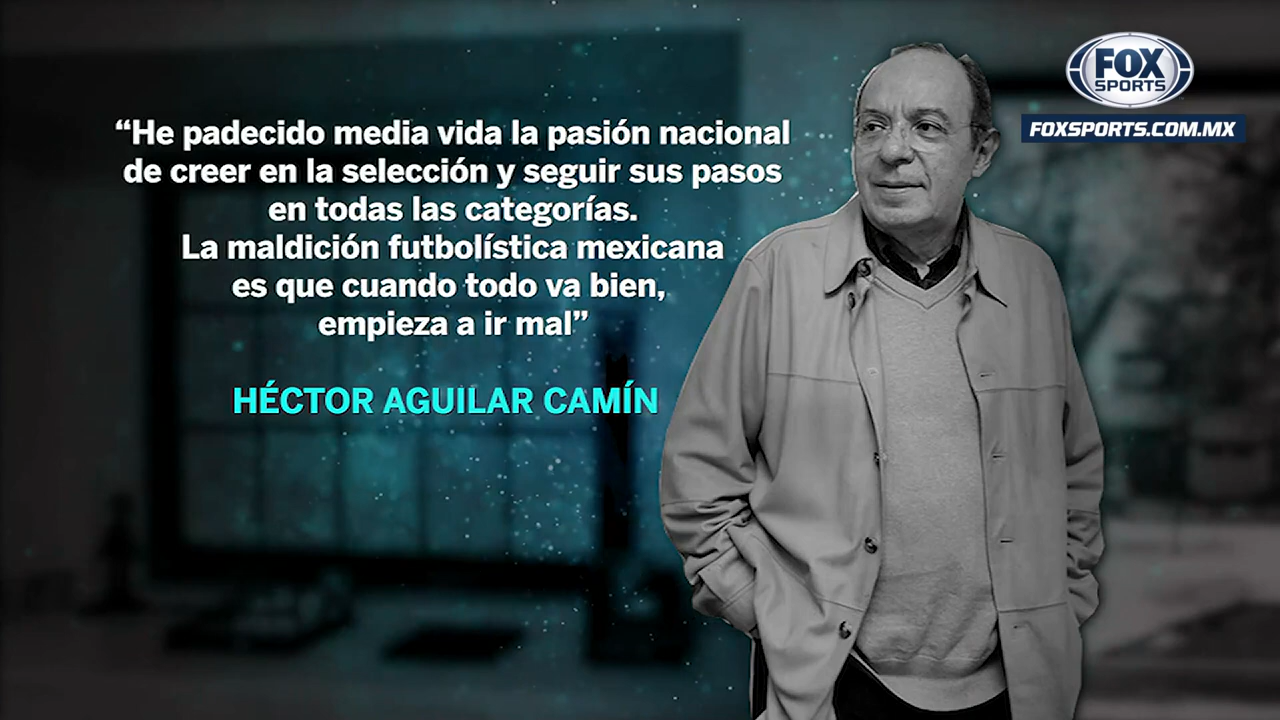 “He padecido media vida la pasión nacional
de creer en la selección y seguir sus pasos
en todas las categorías.
La maldición futbolística mexicana
es que cuando todo va bien,
empieza a ir mal”
HÉCTOR AGUILAR CAMÍN
FOX
SPORTS
FOXSPORTS.COM.MX